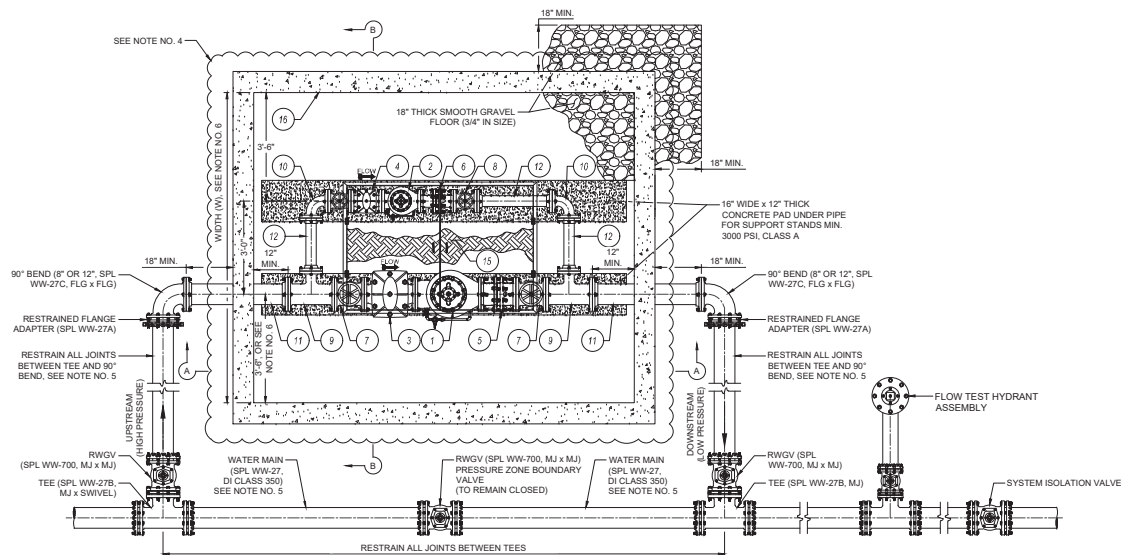 18" MIN.
B
SEE NOTE NO. 4
18" THICK SMOOTH GRAVEL
FLOOR (3/4" IN SIZE)
16
WIDTH (W), SEE NOTE NO. 6
3'-6"
10
4
2
6
8
12
10
FLOW
18" MIN.
16" WIDE x 12" THICK
CONCRETE PAD UNDER PIPE
FOR SUPPORT STANDS MIN.
3000 PSI, CLASS A
12
3'-0"
12"
MIN.
15
FLOW
12
12"
MIN.
18" MIN.
18" MIN.
90° BEND (8" OR 12", SPL
WW-27C, FLG x FLG)
90° BEND (8" OR 12", SPL
WW-27C, FLG x FLG)
RESTRAINED FLANGE
ADAPTER (SPL WW-27A)
RESTRAINED FLANGE
ADAPTER (SPL WW-27A)
3'-6", OR SEE
NOTE NO. 6
11
9
7
3
1
5
7
9
11
RESTRAIN ALL JOINTS
BETWEEN TEE AND 90°
BEND, SEE NOTE NO. 5
A
A
RESTRAIN ALL JOINTS
BETWEEN TEE AND 90°
BEND, SEE NOTE NO. 5
UPSTREAM
(HIGH PRESSURE)
DOWNSTREAM
(LOW PRESSURE)
FLOW TEST HYDRANT
ASSEMBLY
B
RWGV
(SPL WW-700, MJ x MJ)
TEE (SPL WW-27B,
MJ x SWIVEL)
WATER MAIN
(SPL WW-27,
DI CLASS 350)
SEE NOTE NO. 5
RWGV (SPL WW-700, MJ x MJ)
PRESSURE ZONE BOUNDARY
VALVE
(TO REMAIN CLOSED)
WATER MAIN
(SPL WW-27,
DI CLASS 350)
SEE NOTE NO. 5
RWGV (SPL
WW-700, MJ x MJ)
TEE (SPL WW-27B, MJ)
SYSTEM ISOLATION VALVE
RESTRAIN ALL JOINTS BETWEEN TEES